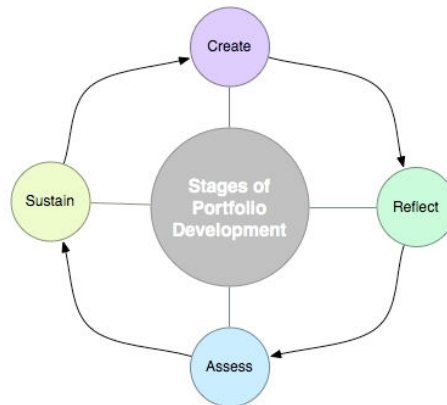 Create
Stages of
Portfolio
Development
Sustain
Reflect
Assess